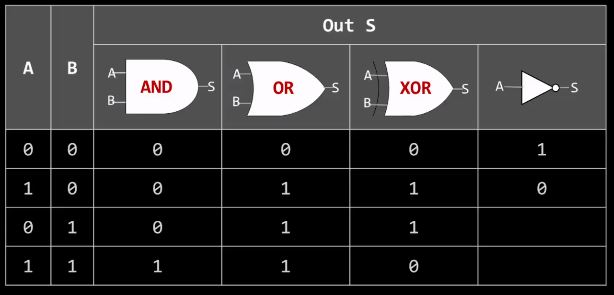 Out S
A B A B AND S A B OR S A B XOR S A S
0 0 0 0 0 1
1 0 0 1 1 0
0 1 0 1 1
1 1 1 1 0